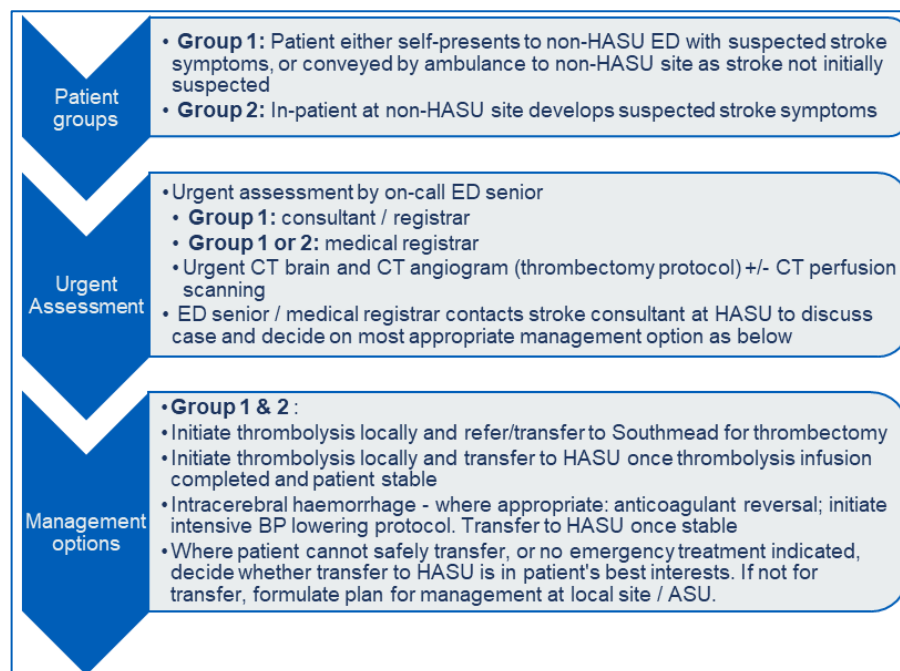 Patient
groups
• Group 1: Patient either self-presents to non-HASU ED with suspected stroke
symptoms, or conveyed by ambulance to non-HASU site as stroke not initially
suspected
• Group 2: In-patient at non-HASU site develops suspected stroke symptoms
Urgent
Assessment
•Urgent assessment by on-call ED senior
• Group 1: consultant / registrar
• Group 1 or 2: medical registrar
•Urgent CT brain and CT angiogram (thrombectomy protocol) +/- CT perfusion
scanning
• ED senior / medical registrar contacts stroke consultant at HASU to discuss
case and decide on most appropriate management option as below
Management
options
•Group 1 & 2 :
•Initiate thrombolysis locally and refer/transfer to Southmead for thrombectomy
•Initiate thrombolysis locally and transfer to HASU once thrombolysis infusion
completed and patient stable
•Intracerebral haemorrhage - where appropriate: anticoagulant reversal; initiate
intensive BP lowering protocol. Transfer to HASU once stable
•Where patient cannot safely transfer, or no emergency treatment indicated,
decide whether transfer to HASU is in patient's best interests. If not for
transfer, formulate plan for management at local site / ASU.